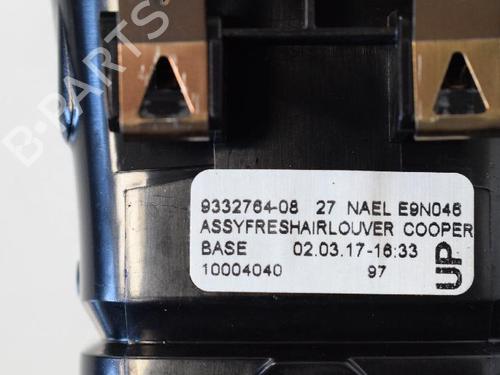 B-PARTS
9332764-08 27 NAEL E9N046
ASSYFRESHAIRLOUVER COOPER
BASE 02.03.17-16:33
10004040 97
UP